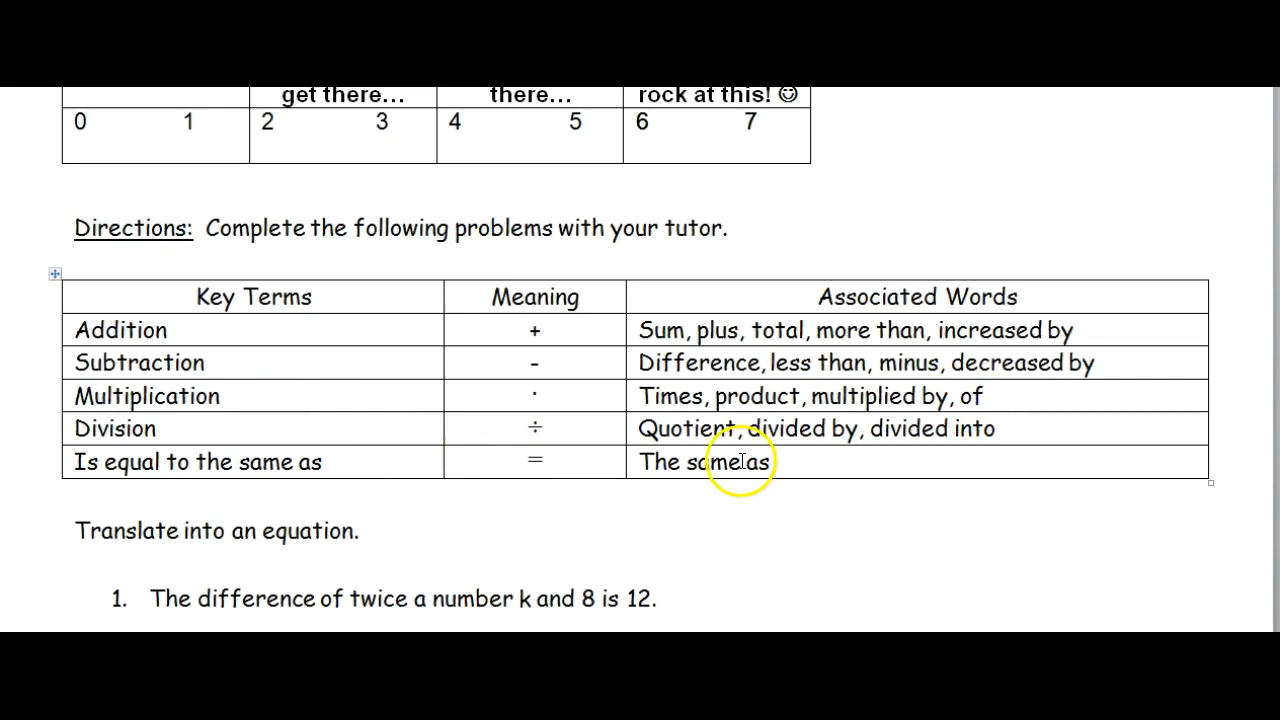 get there... there... rock at this! ☺
0 1 2 3 4 5 6 7
Directions: Complete the following problems with your tutor.
Key Terms Meaning Associated Words
Addition + Sum, plus, total, more than, increased by
Subtraction - Difference, less than, minus, decreased by
Multiplication · Times, product, multiplied by, of
Division ÷ Quotient, divided by, divided into
Is equal to the same as = The same as
Translate into an equation.
1. The difference of twice a number k and 8 is 12.